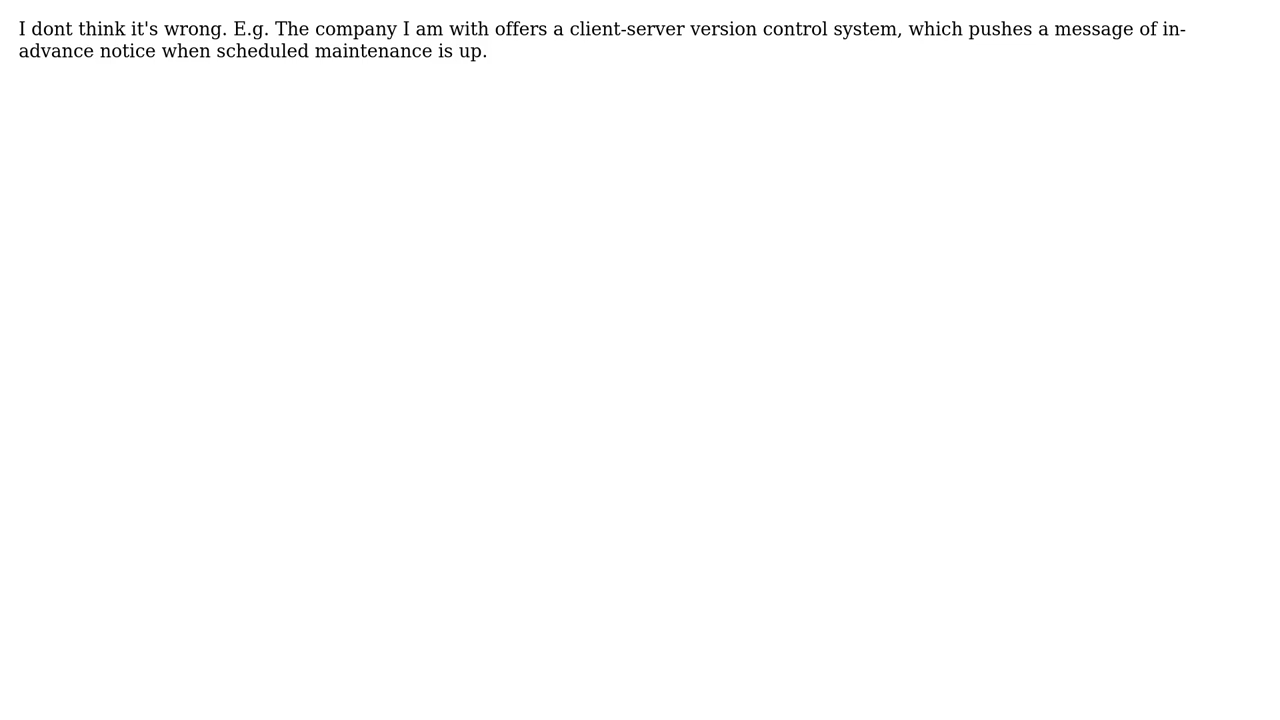 I dont think it's wrong. E.g. The company I am with offers a client-server version control system, which pushes a message of in-
advance notice when scheduled maintenance is up.